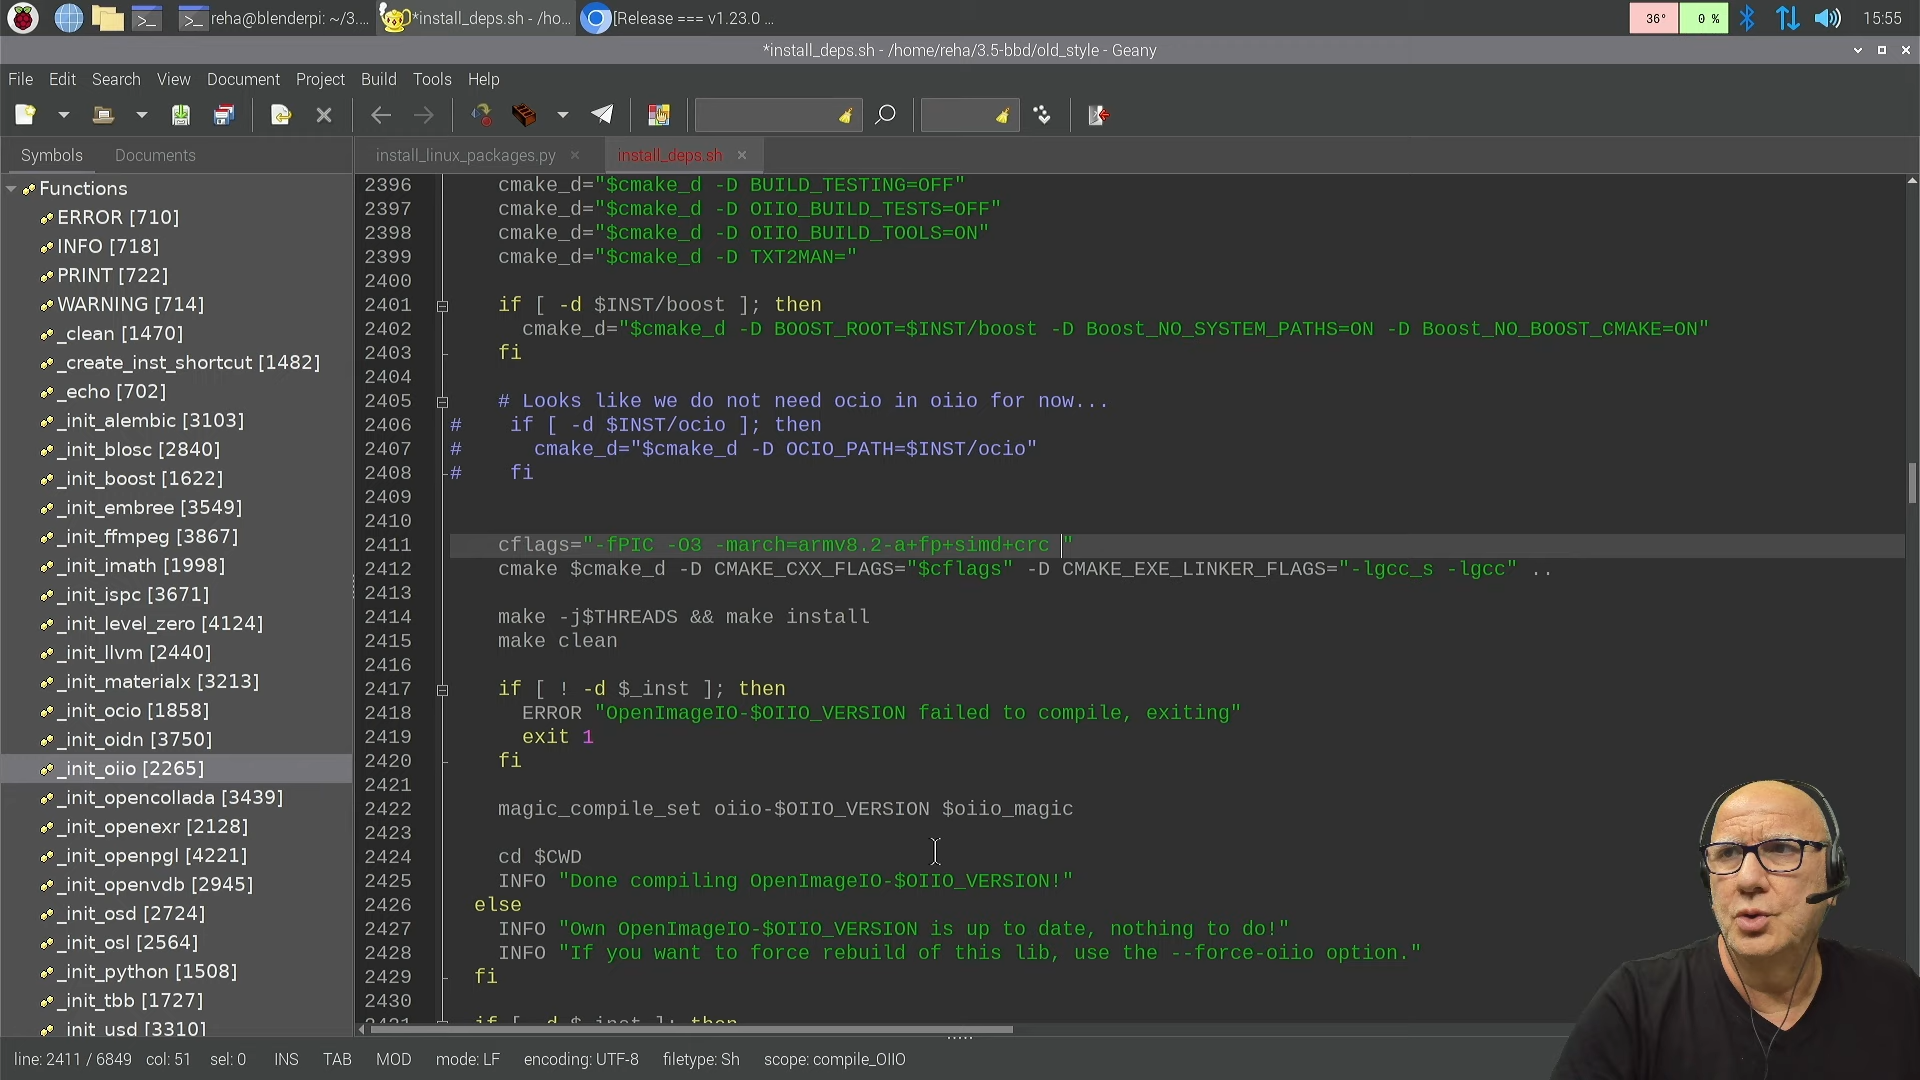 reha@blenderpi: ~/3....
*install_deps.sh - /ho...
[Release === v1.23.0 ...
36°
0 %
15:55
*install_deps.sh - /home/reha/3.5-bbd/old_style - Geany
File Edit Search View Document Project Build Tools Help
Symbols Documents
install_linux_packages.py
install_deps.sh
Functions
ERROR [710]
INFO [718]
PRINT [722]
WARNING [714]
_clean [1470]
_create_inst_shortcut [1482]
_echo [702]
_init_alembic [3103]
_init_blosc [2840]
_init_boost [1622]
_init_embree [3549]
_init_ffmpeg [3867]
_init_imath [1998]
_init_ispc [3671]
_init_level_zero [4124]
_init_llvm [2440]
_init_materialx [3213]
_init_ocio [1858]
_init_oidn [3750]
_init_oiio [2265]
_init_opencollada [3439]
_init_openexr [2128]
_init_openpgl [4221]
_init_openvdb [2945]
_init_osd [2724]
_init_osl [2564]
_init_python [1508]
_init_tbb [1727]
_init_usd [3310]
2396 cmake_d="$cmake_d -D BUILD_TESTING=OFF"
2397 cmake_d="$cmake_d -D OIIO_BUILD_TESTS=OFF"
2398 cmake_d="$cmake_d -D OIIO_BUILD_TOOLS=ON"
2399 cmake_d="$cmake_d -D TXT2MAN="
2400
2401 if [ -d $INST/boost ]; then
2402 cmake_d="$cmake_d -D BOOST_ROOT=$INST/boost -D Boost_NO_SYSTEM_PATHS=ON -D Boost_NO_BOOST_CMAKE=ON"
2403 fi
2404
2405 # Looks like we do not need ocio in oiio for now...
2406 # if [ -d $INST/ocio ]; then
2407 # cmake_d="$cmake_d -D OCIO_PATH=$INST/ocio"
2408 # fi
2409
2410
2411 cflags="-fPIC -O3 -march=armv8.2-a+fp+simd+crc "
2412 cmake $cmake_d -D CMAKE_CXX_FLAGS="$cflags" -D CMAKE_EXE_LINKER_FLAGS="-lgcc_s -lgcc" ..
2413
2414 make -j$THREADS && make install
2415 make clean
2416
2417 if [ ! -d $_inst ]; then
2418 ERROR "OpenImageIO-$OIIO_VERSION failed to compile, exiting"
2419 exit 1
2420 fi
2421
2422 magic_compile_set oiio-$OIIO_VERSION $oiio_magic
2423
2424 cd $CWD
2425 INFO "Done compiling OpenImageIO-$OIIO_VERSION!"
2426 else
2427 INFO "Own OpenImageIO-$OIIO_VERSION is up to date, nothing to do!"
2428 INFO "If you want to force rebuild of this lib, use the --force-oiio option."
2429 fi
2430
line: 2411 / 6849 col: 51 sel: 0 INS TAB MOD mode: LF encoding: UTF-8 filetype: Sh scope: compile_OIIO